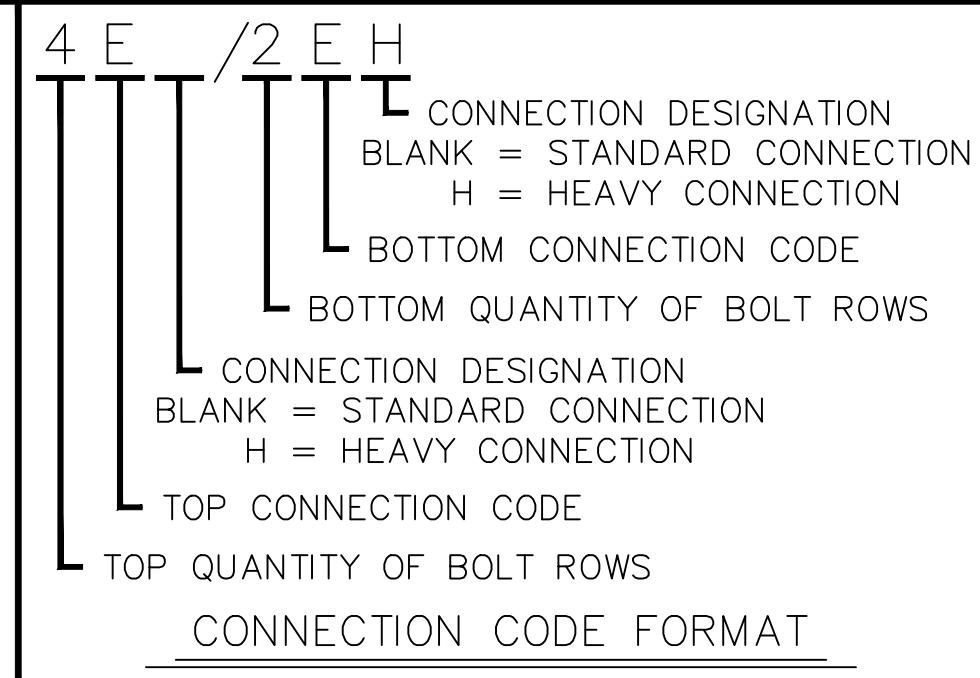 4 E /2 E H
CONNECTION DESIGNATION
BLANK = STANDARD CONNECTION
H = HEAVY CONNECTION
BOTTOM CONNECTION CODE
BOTTOM QUANTITY OF BOLT ROWS
CONNECTION DESIGNATION
BLANK = STANDARD CONNECTION
H = HEAVY CONNECTION
TOP CONNECTION CODE
TOP QUANTITY OF BOLT ROWS
CONNECTION CODE FORMAT